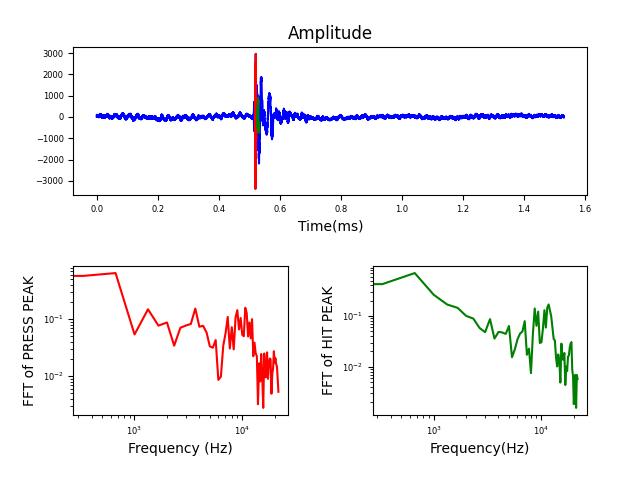 Amplitude
3000
2000
1000
0
−1000
−2000
−3000
0.0 0.2 0.4 0.6 0.8 1.0 1.2 1.4 1.6
Time(ms)
FFT of PRESS PEAK
10⁻¹
10⁻²
10³ 10⁴
Frequency (Hz)
FFT of HIT PEAK
10⁻¹
10⁻²
10³ 10⁴
Frequency(Hz)